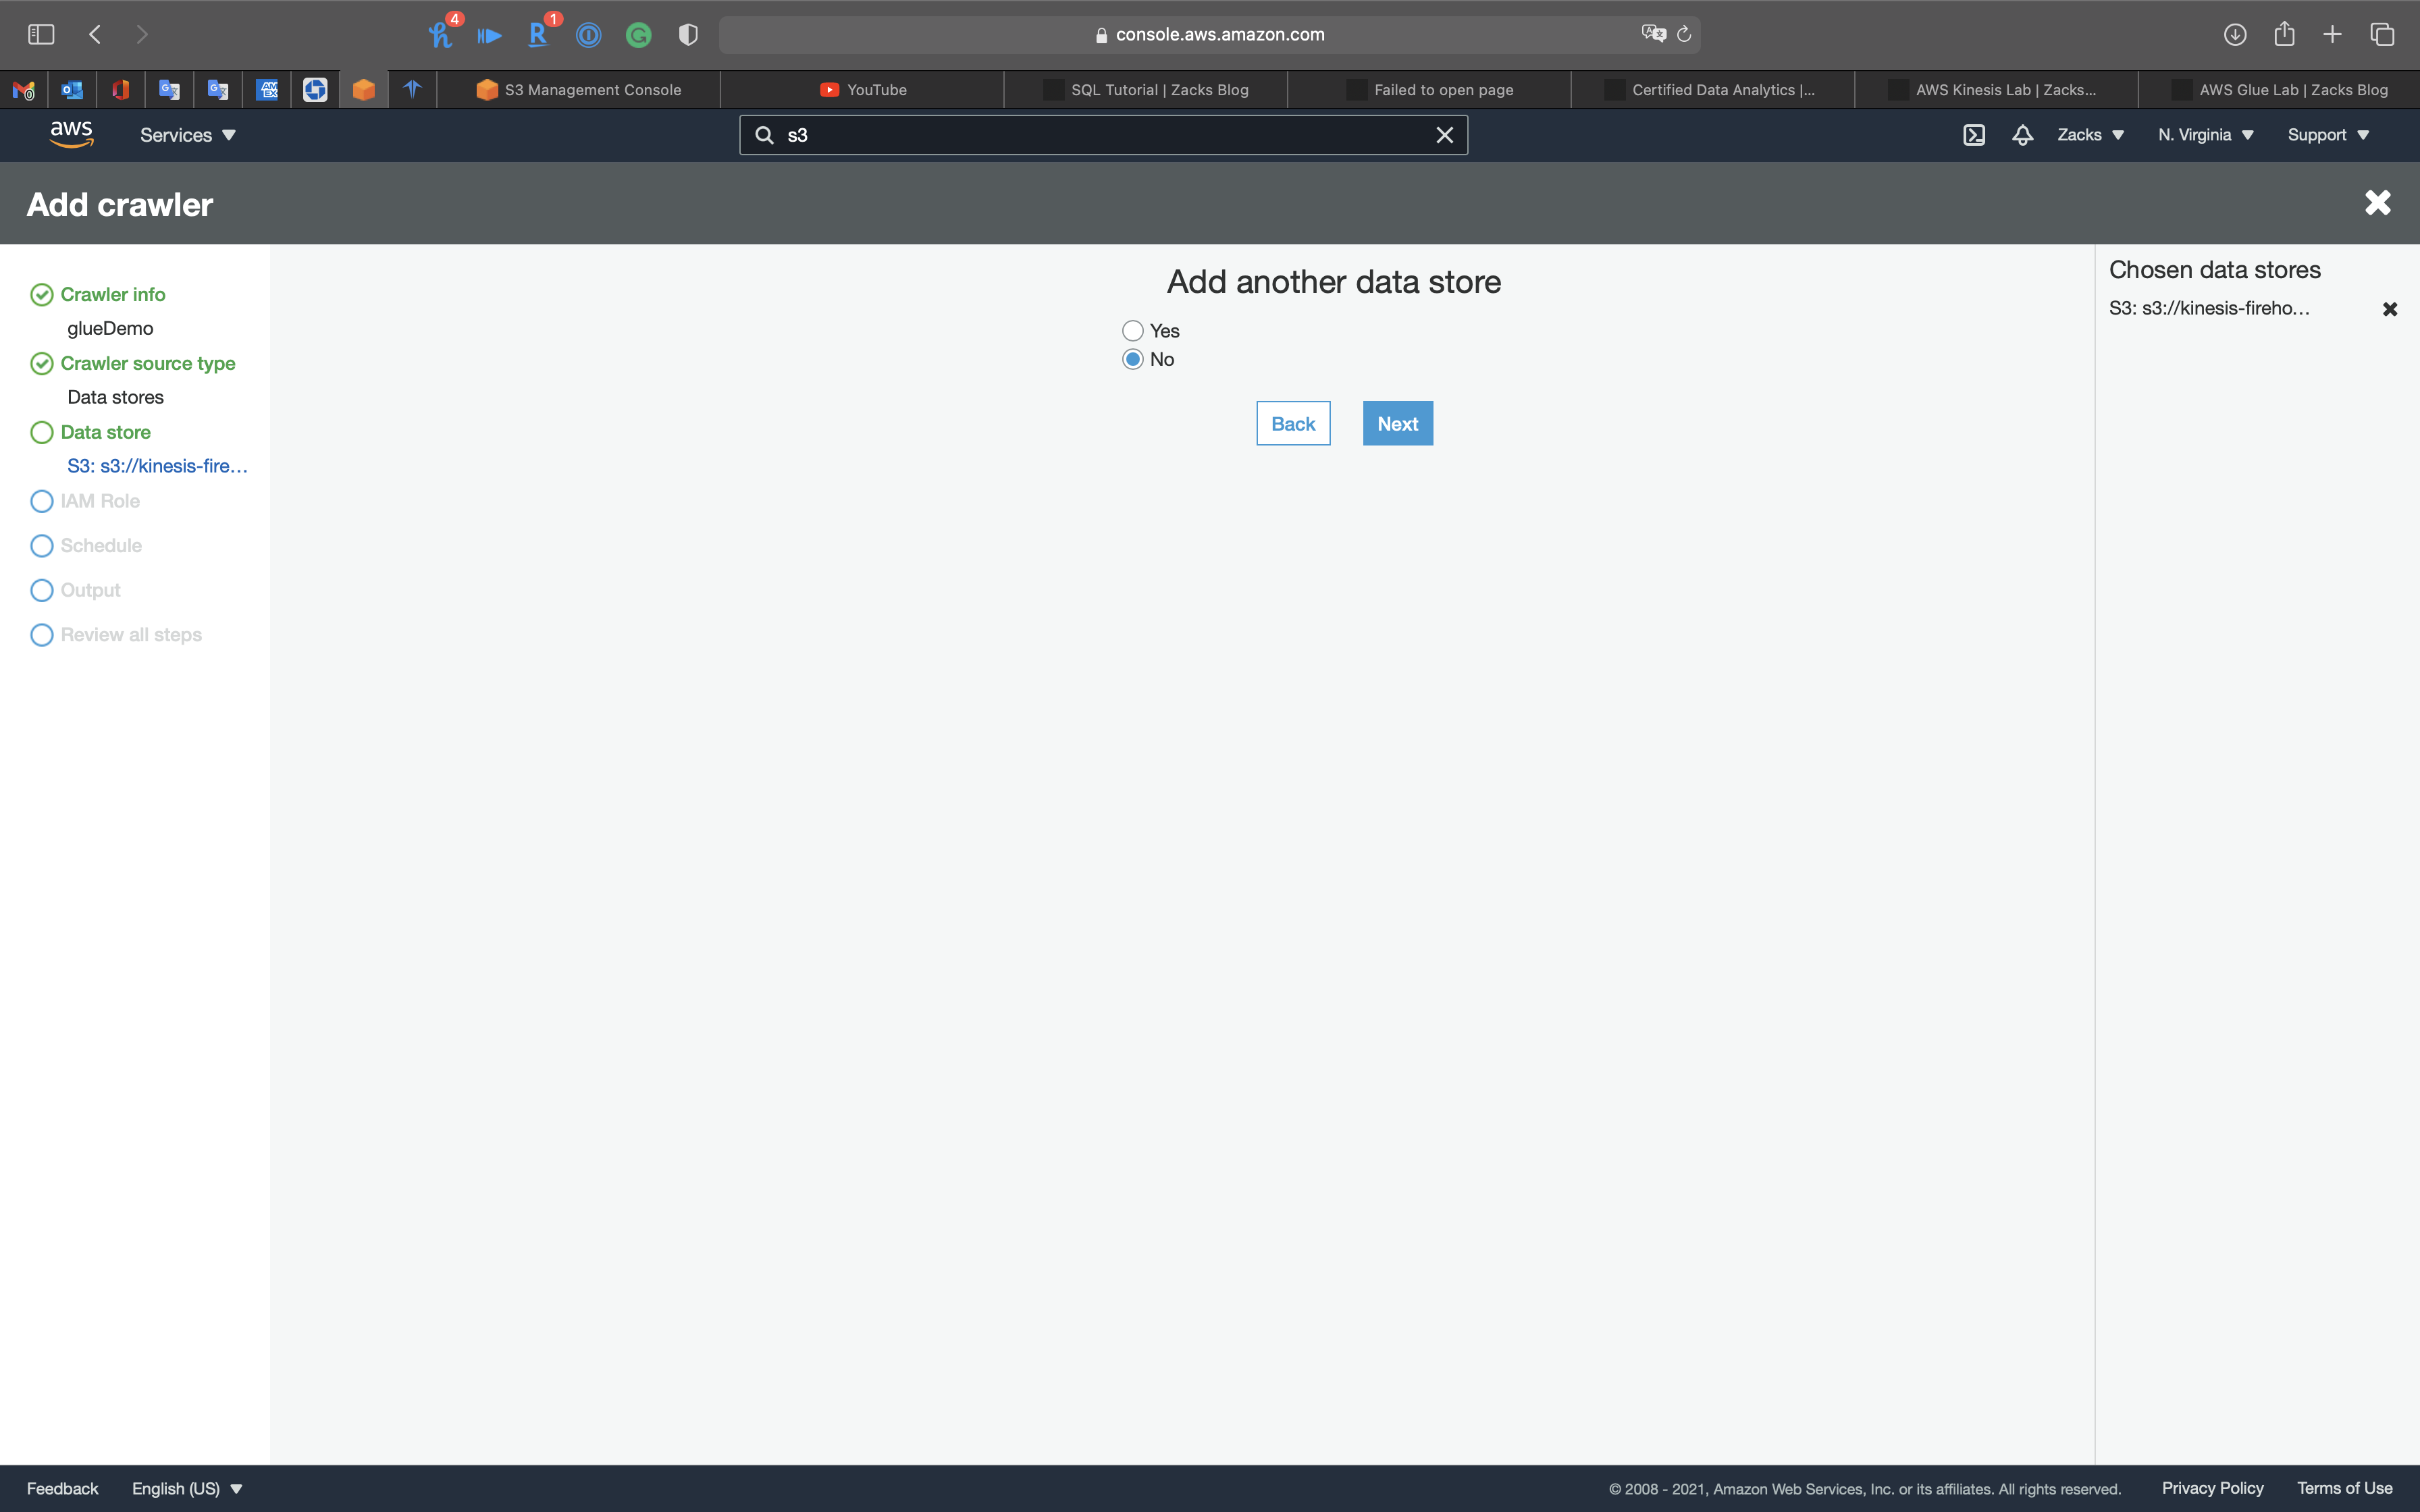 4
1
console.aws.amazon.com
S3 Management Console
YouTube
SQL Tutorial | Zacks Blog
Failed to open page
Certified Data Analytics |...
AWS Kinesis Lab | Zacks...
AWS Glue Lab | Zacks Blog
aws
Services
s3
Zacks
N. Virginia
Support
Add crawler
Crawler info
glueDemo
Crawler source type
Data stores
Data store
S3: s3://kinesis-fire...
IAM Role
Schedule
Output
Review all steps
Add another data store
Yes
No
Back
Next
Chosen data stores
S3: s3://kinesis-fireho...
Feedback
English (US)
© 2008 - 2021, Amazon Web Services, Inc. or its affiliates. All rights reserved.
Privacy Policy
Terms of Use